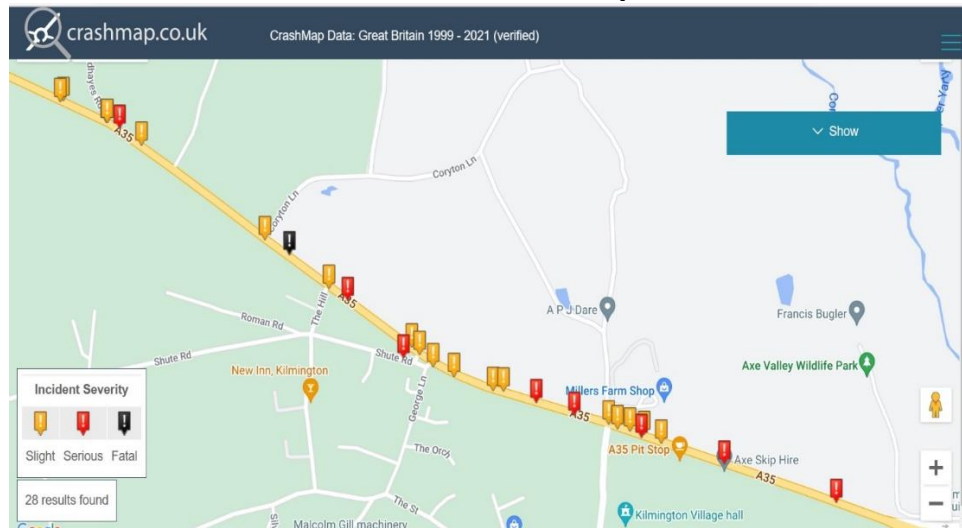 crashmap.co.uk
CrashMap Data: Great Britain 1999 - 2021 (verified)
Show
A35
Coryton Ln
Coryton Ln
A35
The Hill
Roman Rd
Shute Rd
Shute Rd
New Inn, Kilmington
George Ln
A P J Dare
Francis Bugler
Axe Valley Wildlife Park
Millers Farm Shop
A35
A35 Pit Stop
Axe Skip Hire
A35
Incident Severity
Slight Serious Fatal
28 results found
The St
Malcolm Gill machinery
Kilmington Village hall